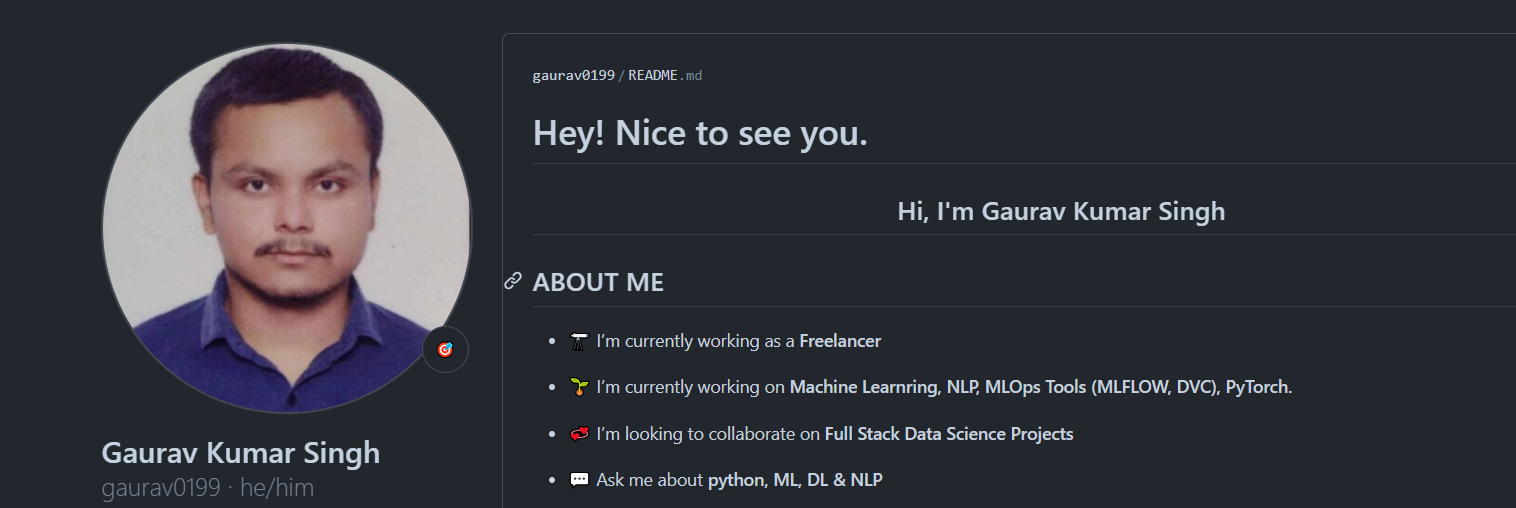 gaurav0199/README.md
Hey! Nice to see you.
Hi, I'm Gaurav Kumar Singh
ABOUT ME
I’m currently working as a Freelancer
I’m currently working on Machine Learnring, NLP, MLOps Tools (MLFLOW, DVC), PyTorch.
I’m looking to collaborate on Full Stack Data Science Projects
Ask me about python, ML, DL & NLP
Gaurav Kumar Singh
gaurav0199 · he/him